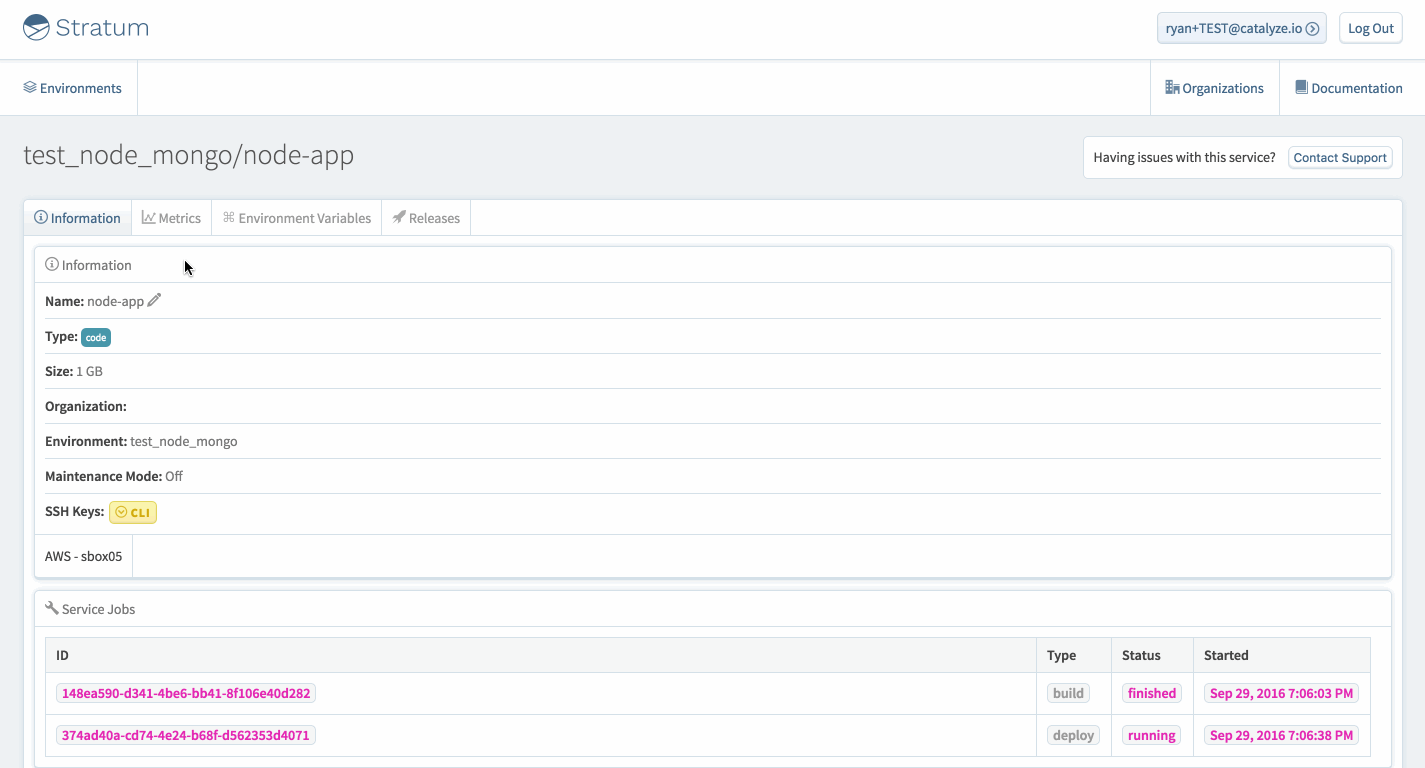 Stratum
ryan+TEST@catalyze.io
Log Out
Environments
Organizations
Documentation
test_node_mongo/node-app
Having issues with this service? Contact Support
Information Metrics Environment Variables Releases
Information
Name: node-app
Type: code
Size: 1 GB
Organization:
Environment: test_node_mongo
Maintenance Mode: Off
SSH Keys: CLI
AWS - sbox05
Service Jobs
ID Type Status Started
148ea590-d341-4be6-bb41-8f106e40d282 build finished Sep 29, 2016 7:06:03 PM
374ad40a-cd74-4e24-b68f-d562353d4071 deploy running Sep 29, 2016 7:06:38 PM